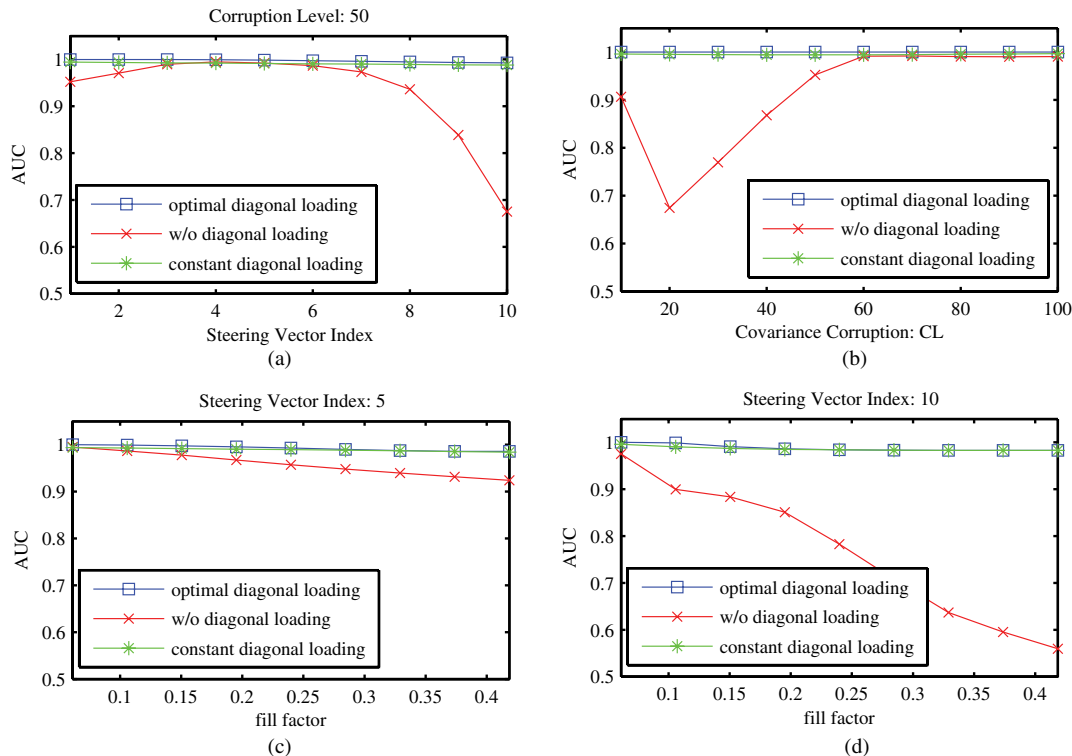 Corruption Level: 50
AUC
1
0.9
0.8
0.7
0.6
0.5
optimal diagonal loading
w/o diagonal loading
constant diagonal loading
2 4 6 8 10
Steering Vector Index
(a)
AUC
1
0.9
0.8
0.7
0.6
0.5
optimal diagonal loading
w/o diagonal loading
constant diagonal loading
20 40 60 80 100
Covariance Corruption: CL
(b)
Steering Vector Index: 5
AUC
1
0.9
0.8
0.7
0.6
0.5
optimal diagonal loading
w/o diagonal loading
constant diagonal loading
0.1 0.15 0.2 0.25 0.3 0.35 0.4
fill factor
(c)
Steering Vector Index: 10
AUC
1
0.9
0.8
0.7
0.6
0.5
optimal diagonal loading
w/o diagonal loading
constant diagonal loading
0.1 0.15 0.2 0.25 0.3 0.35 0.4
fill factor
(d)